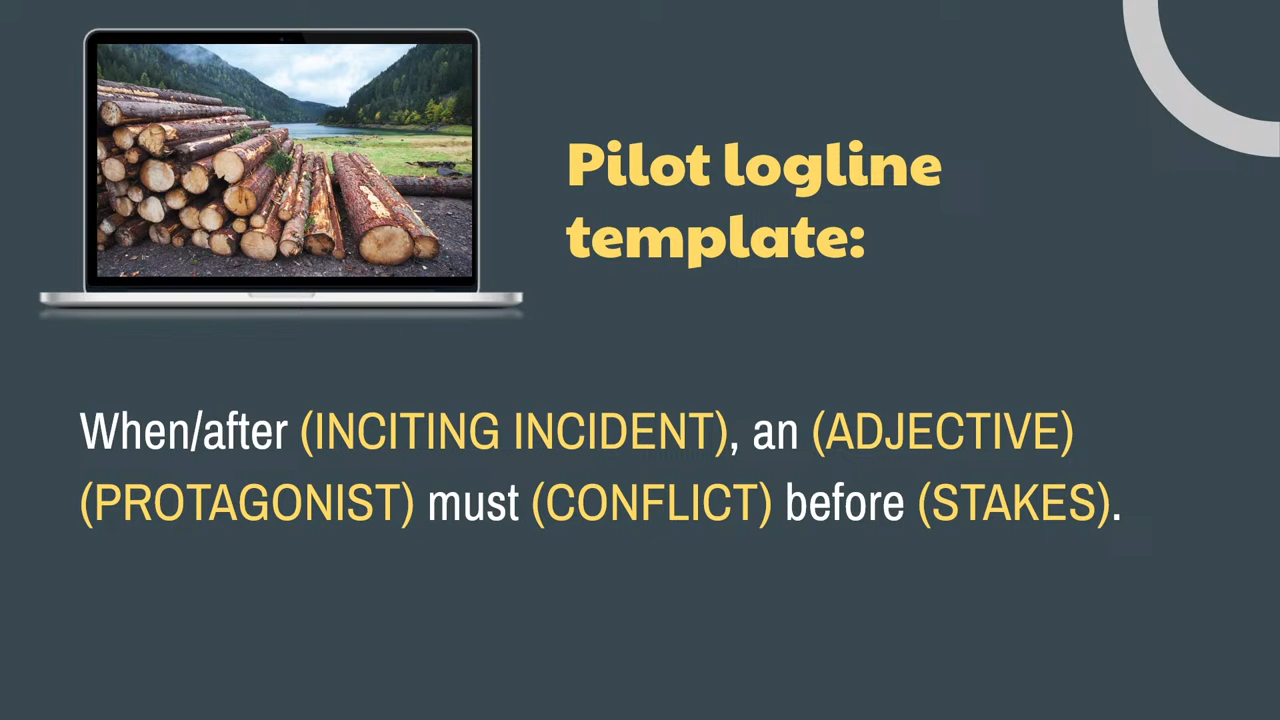 Pilot logline
template:
When/after (INCITING INCIDENT), an (ADJECTIVE)
(PROTAGONIST) must (CONFLICT) before (STAKES).